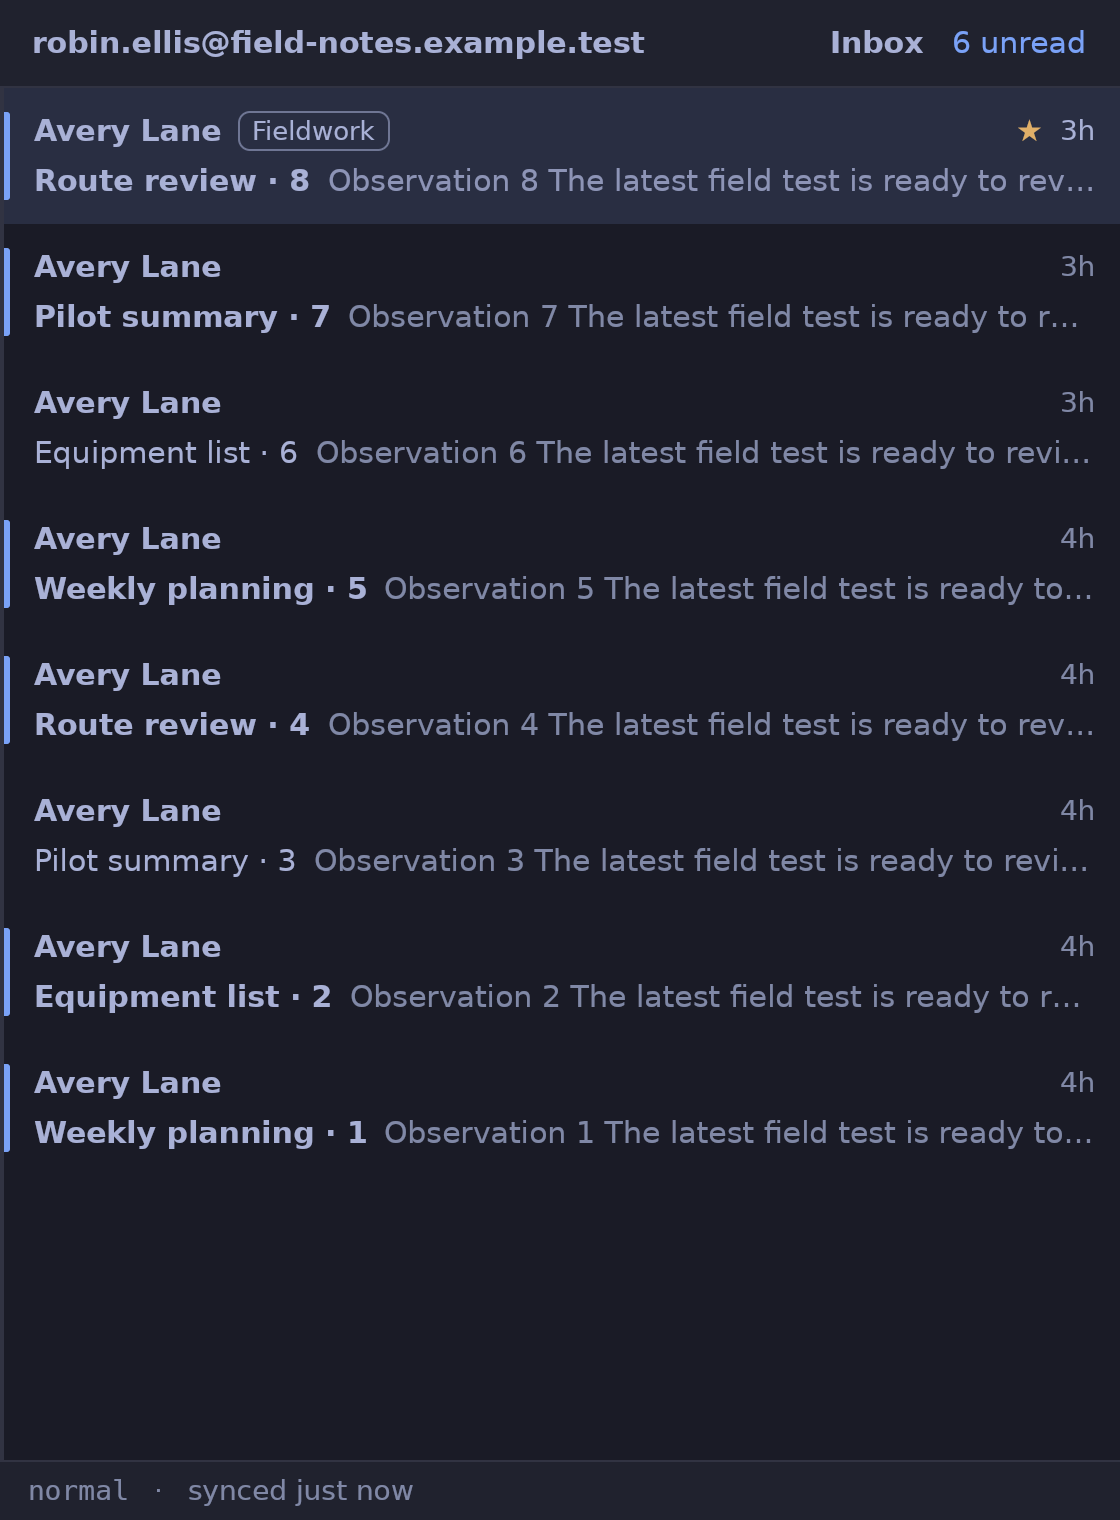 robin.ellis@field-notes.example.test Inbox 6 unread
Avery Lane Fieldwork ★ 3h
Route review · 8 Observation 8 The latest field test is ready to rev…
Avery Lane 3h
Pilot summary · 7 Observation 7 The latest field test is ready to r…
Avery Lane 3h
Equipment list · 6 Observation 6 The latest field test is ready to revi…
Avery Lane 4h
Weekly planning · 5 Observation 5 The latest field test is ready to…
Avery Lane 4h
Route review · 4 Observation 4 The latest field test is ready to rev…
Avery Lane 4h
Pilot summary · 3 Observation 3 The latest field test is ready to revi…
Avery Lane 4h
Equipment list · 2 Observation 2 The latest field test is ready to r…
Avery Lane 4h
Weekly planning · 1 Observation 1 The latest field test is ready to…
normal · synced just now